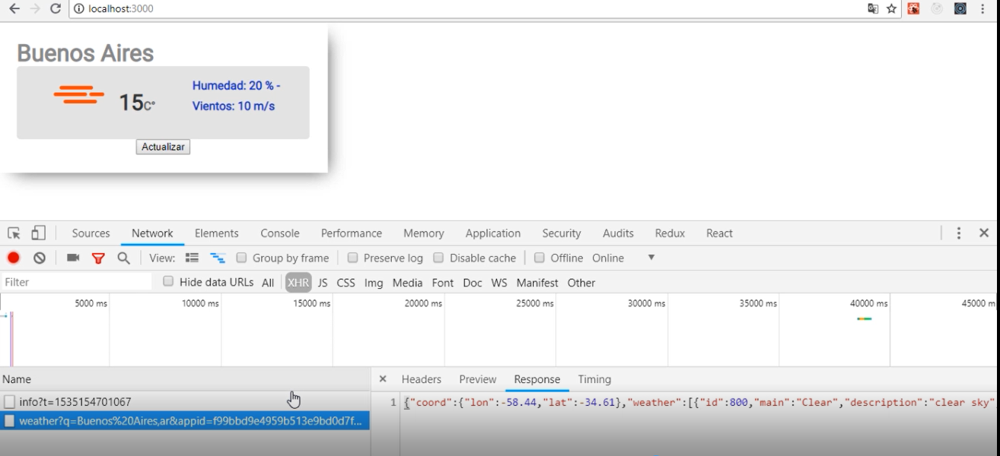 localhost:3000
Buenos Aires
15C°
Humedad: 20 % -
Vientos: 10 m/s
Actualizar
Sources Network Elements Console Performance Memory Application Security Audits Redux React
View: Group by frame Preserve log Disable cache Offline Online
Filter Hide data URLs All XHR JS CSS Img Media Font Doc WS Manifest Other
5000 ms 10000 ms 15000 ms 20000 ms 25000 ms 30000 ms 35000 ms 40000 ms 45000 m
Name Headers Preview Response Timing
info?t=1535154701067
1 {"coord":{"lon":-58.44,"lat":-34.61},"weather":[{"id":800,"main":"Clear","description":"clear sky"
weather?q=Buenos%20Aires,ar&appid=f99bbd9e4959b513e9bd0d7f...